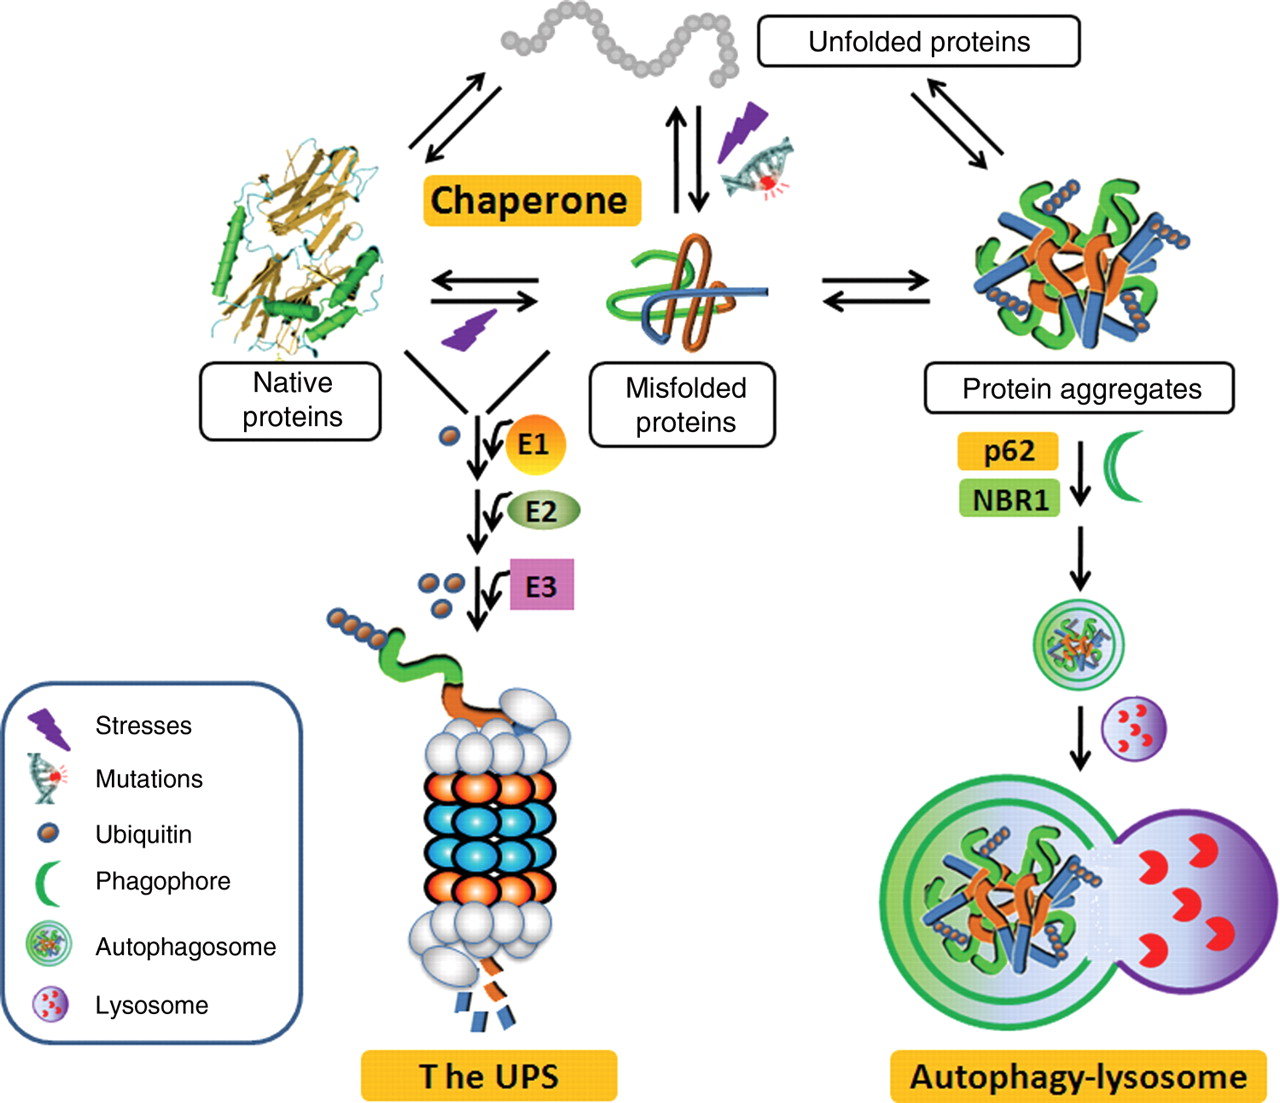 Unfolded proteins
Chaperone
Native
proteins
Misfolded
proteins
Protein aggregates
p62
NBR1
E1
E2
E3
Stresses
Mutations
Ubiquitin
Phagophore
Autophagosome
Lysosome
The UPS
Autophagy-lysosome